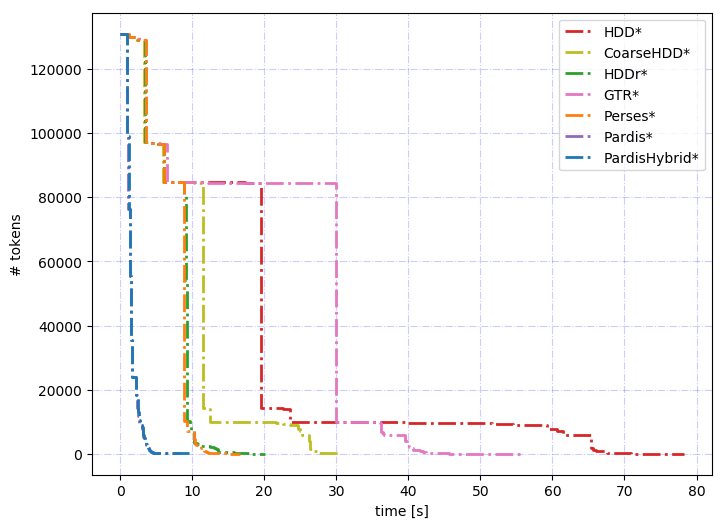 HDD*
CoarseHDD*
HDDr*
GTR*
Perses*
Pardis*
PardisHybrid*
# tokens
120000
100000
80000
60000
40000
20000
0
0 10 20 30 40 50 60 70 80
time [s]